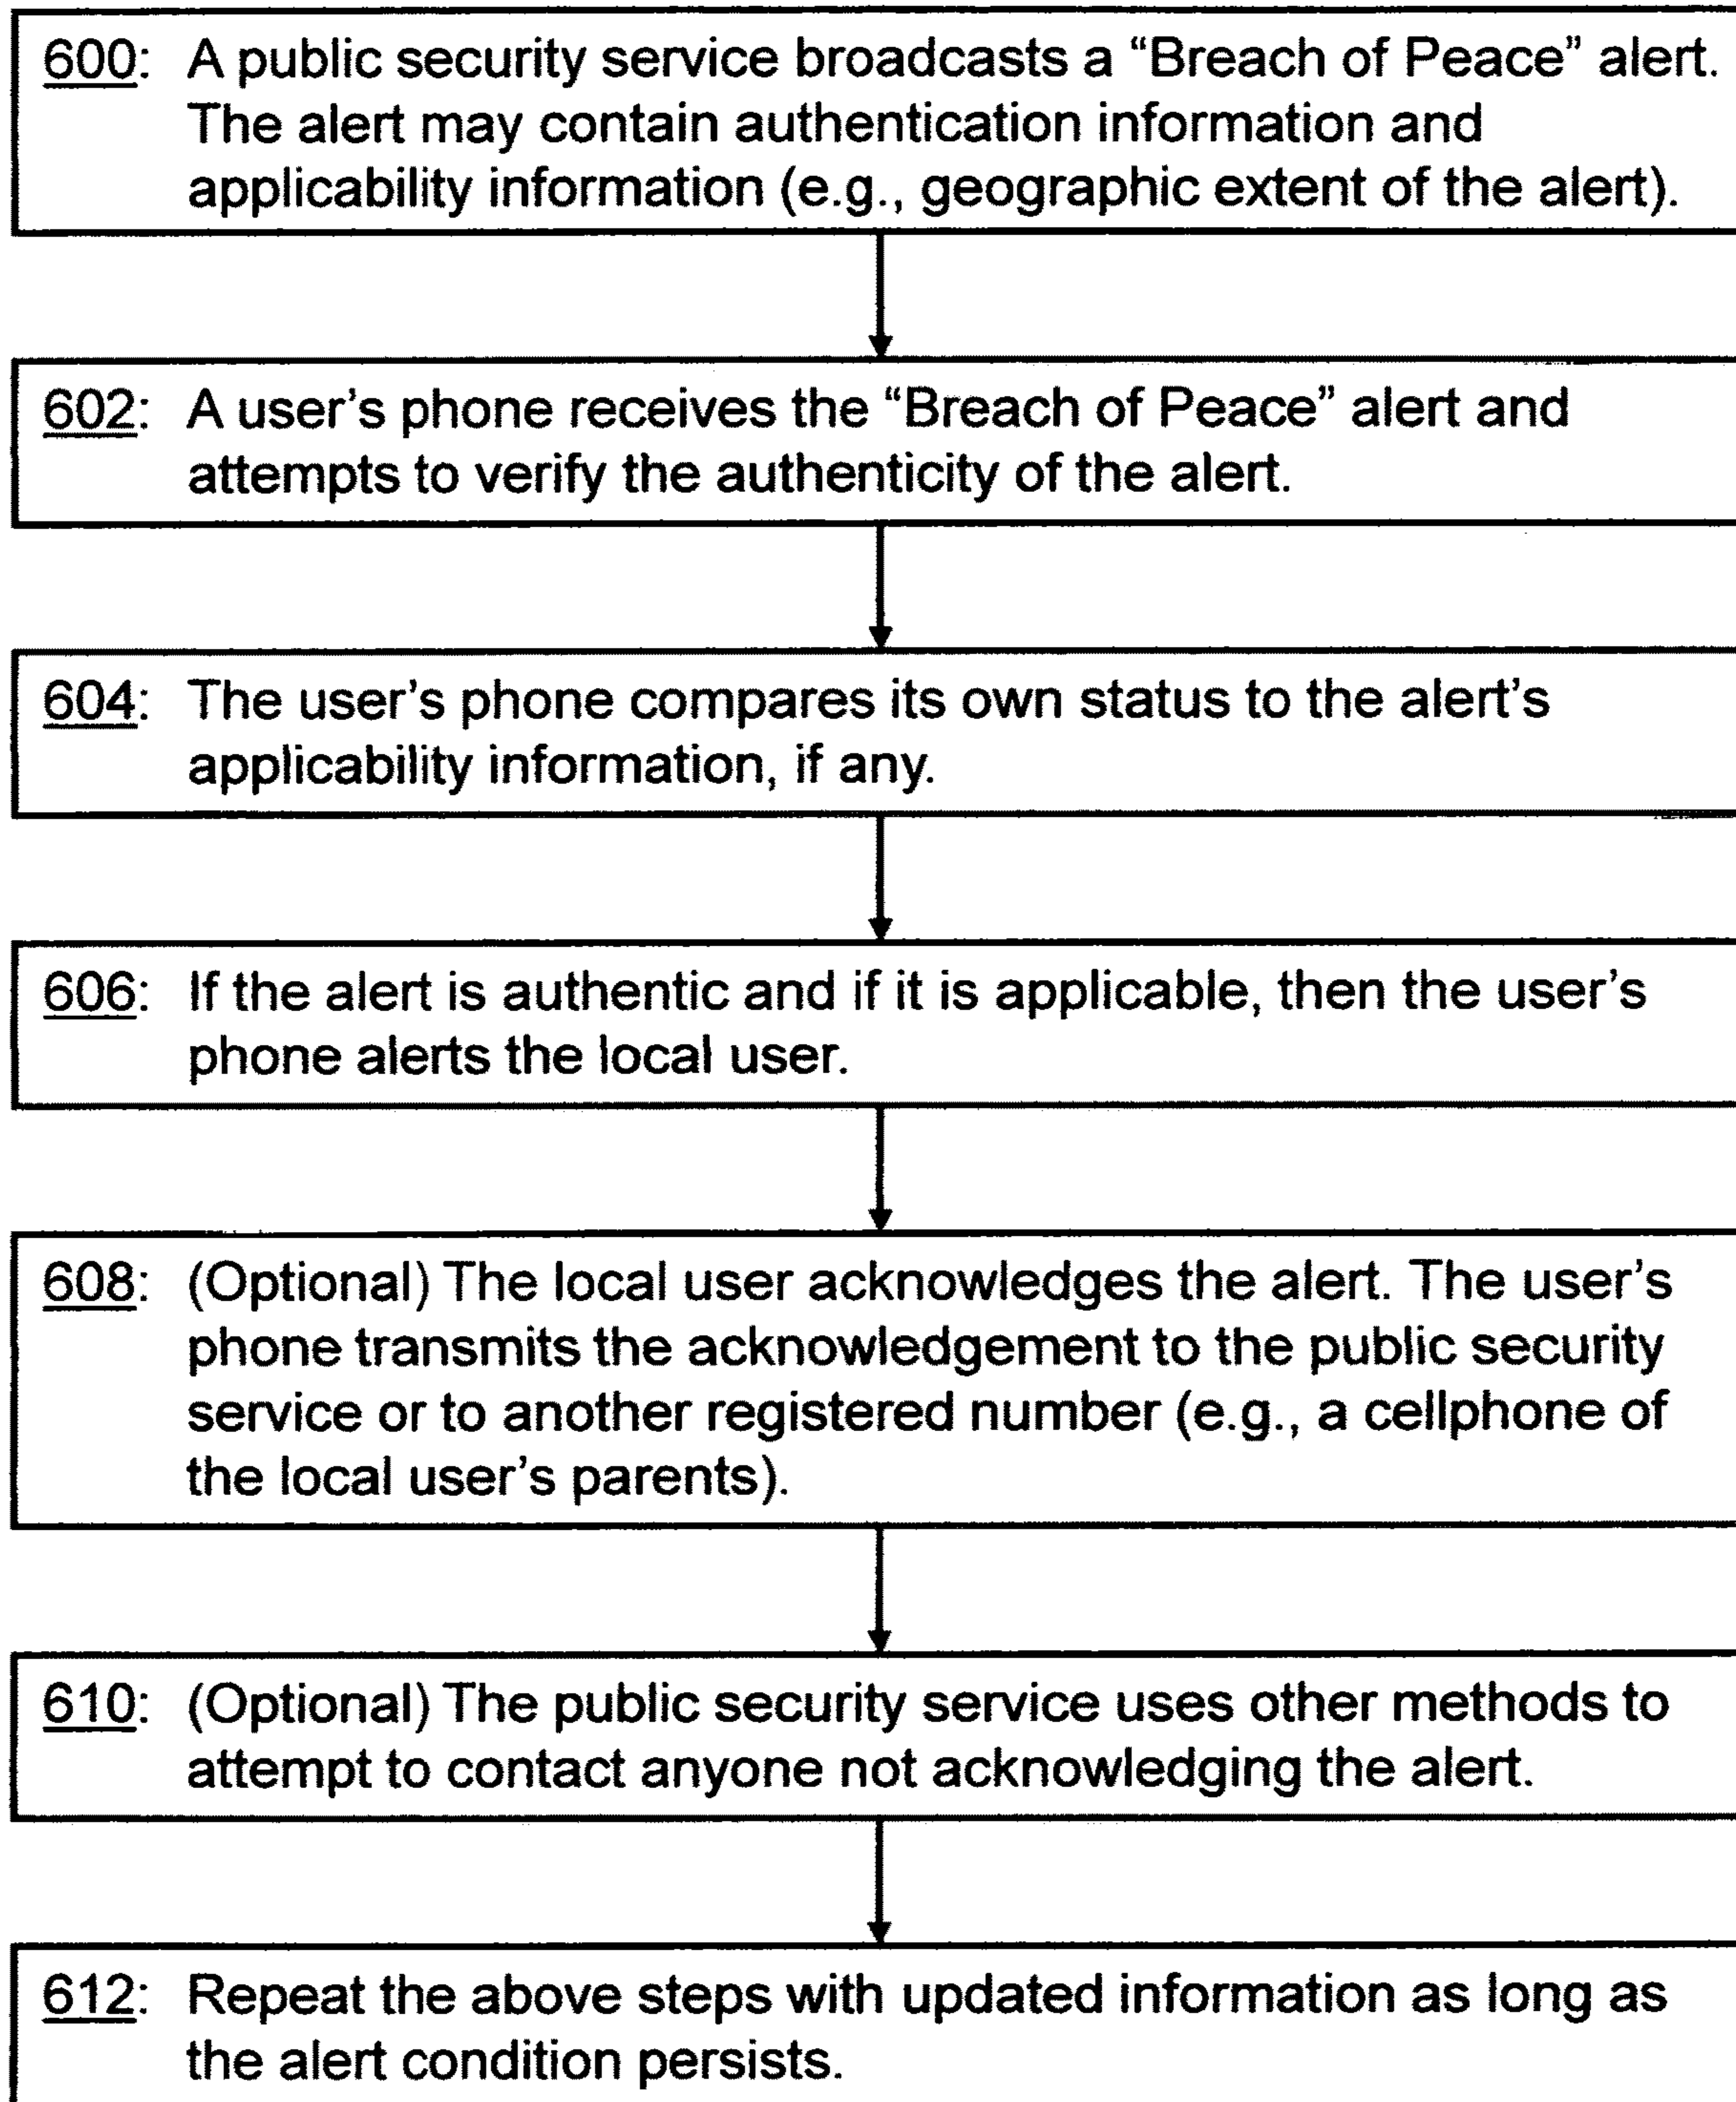 600: A public security service broadcasts a “Breach of Peace” alert.
The alert may contain authentication information and
applicability information (e.g., geographic extent of the alert).
602: A user’s phone receives the “Breach of Peace” alert and
attempts to verify the authenticity of the alert.
604: The user’s phone compares its own status to the alert’s
applicability information, if any.
606: If the alert is authentic and if it is applicable, then the user’s
phone alerts the local user.
608: (Optional) The local user acknowledges the alert. The user’s
phone transmits the acknowledgement to the public security
service or to another registered number (e.g., a cellphone of
the local user’s parents).
610: (Optional) The public security service uses other methods to
attempt to contact anyone not acknowledging the alert.
612: Repeat the above steps with updated information as long as
the alert condition persists.